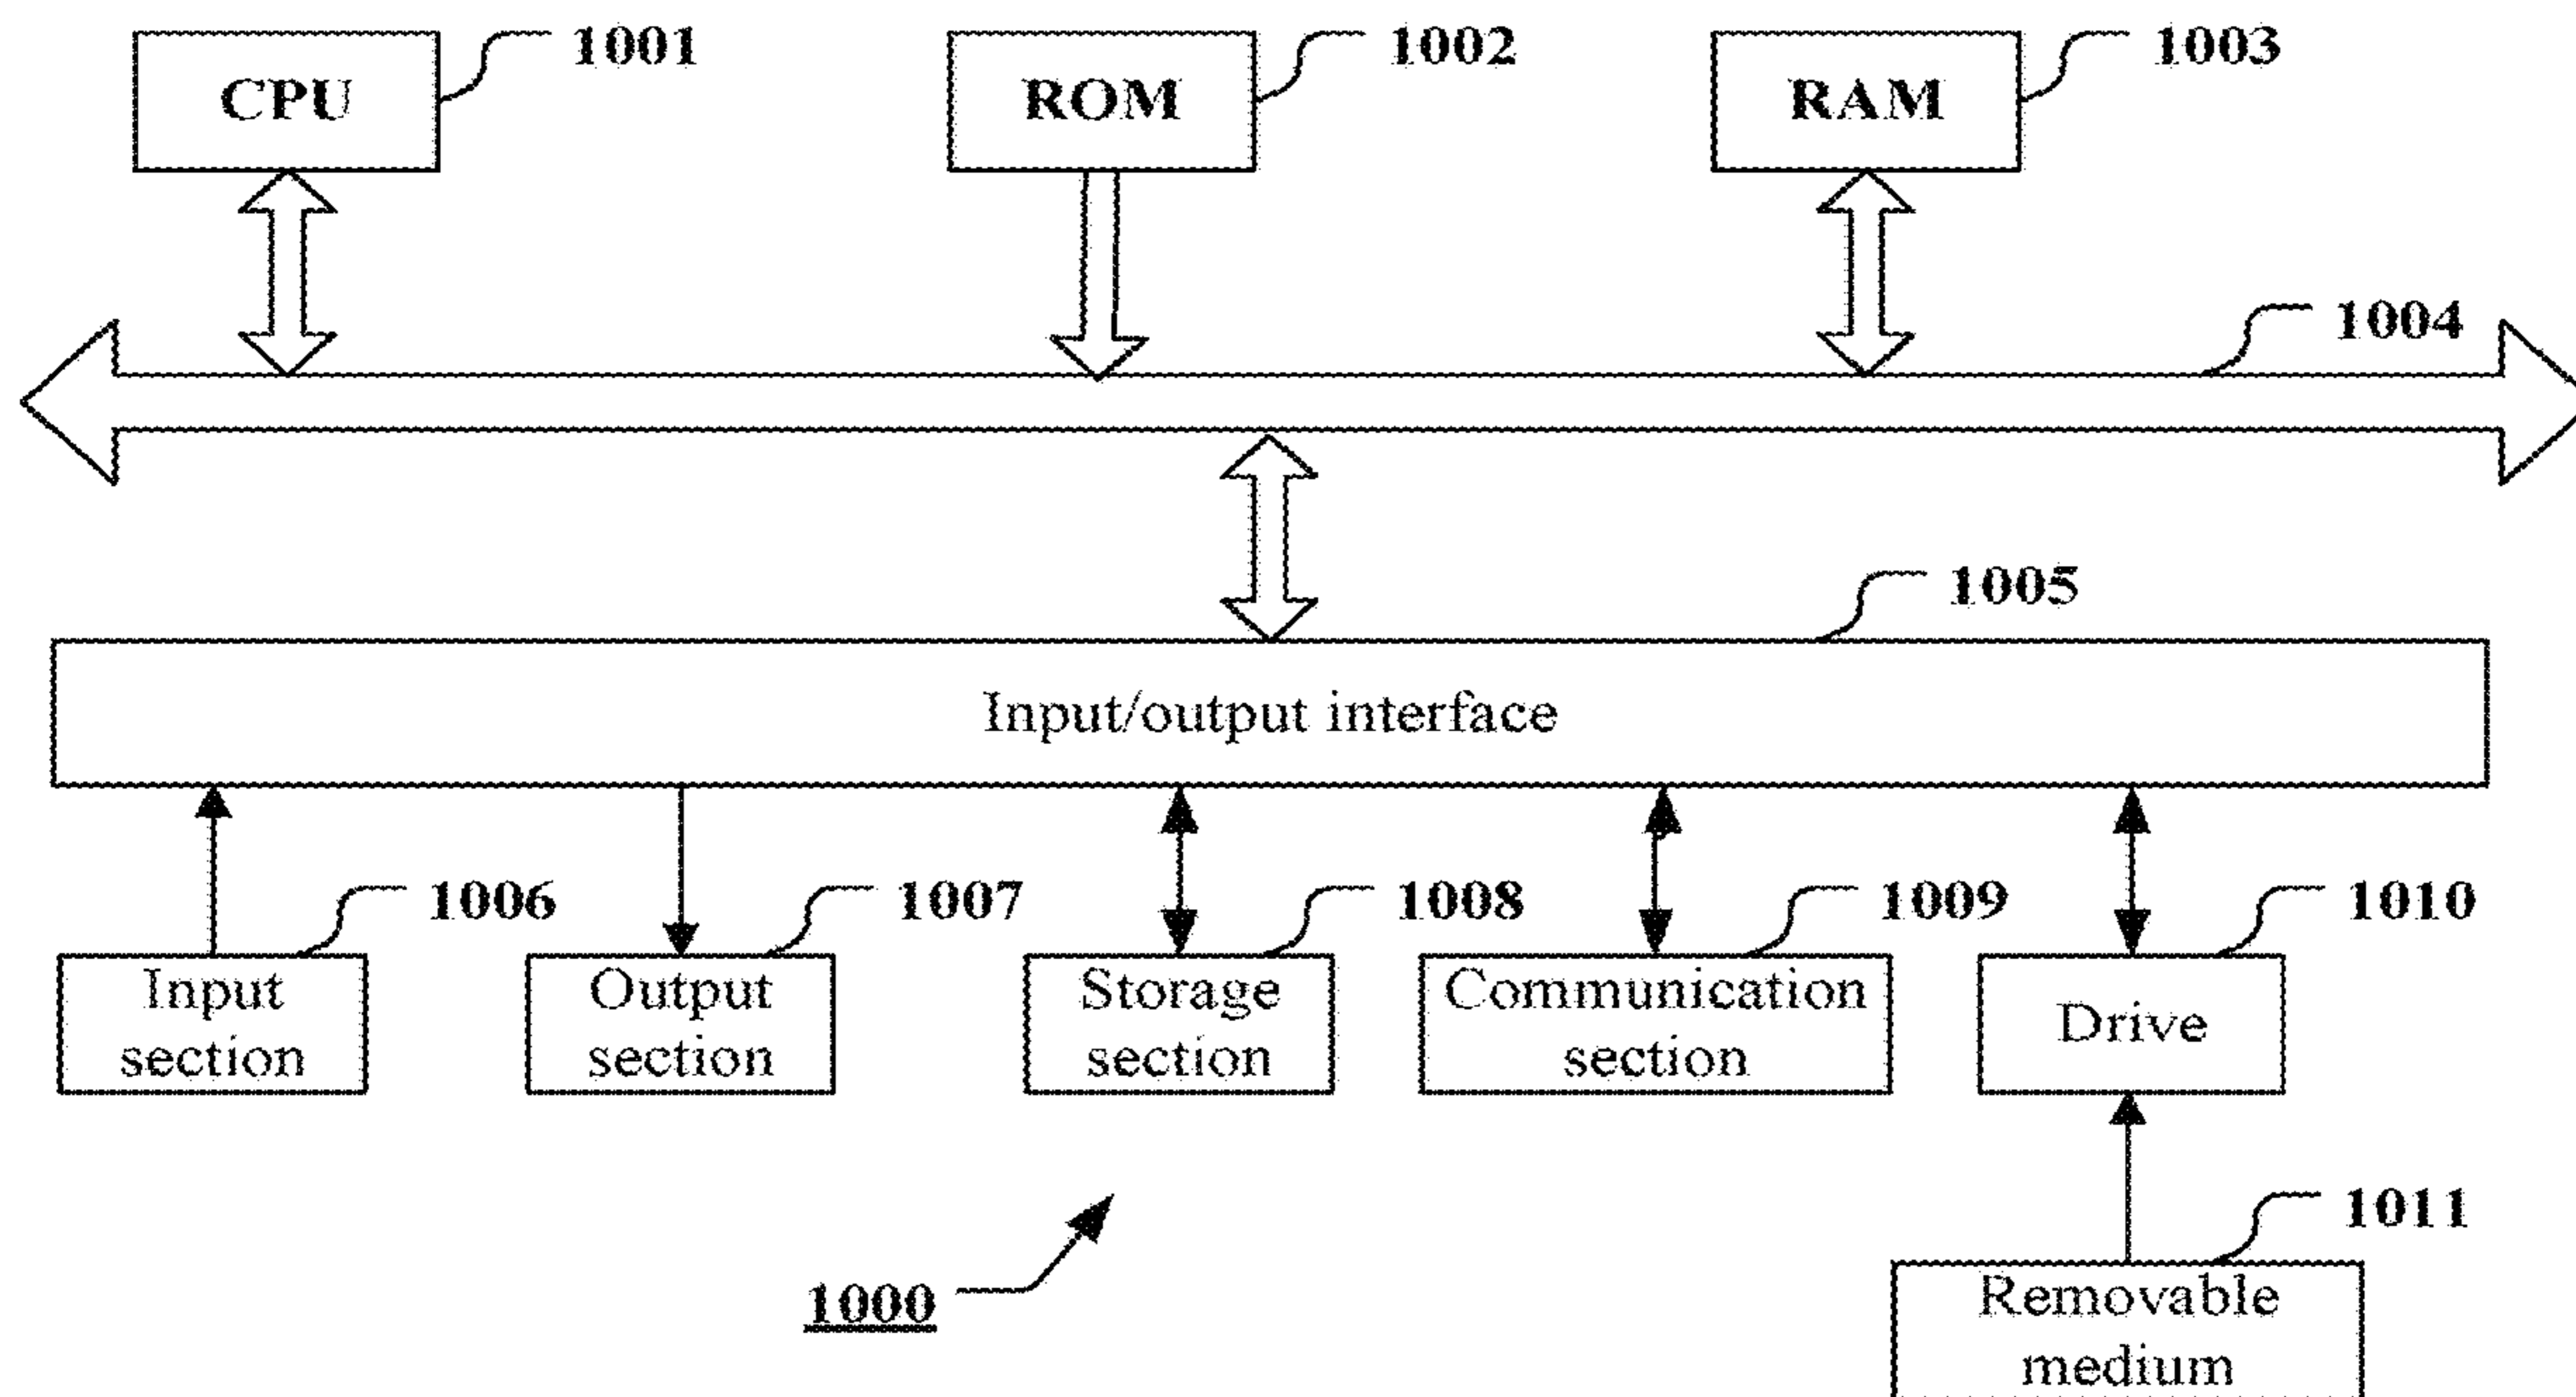 CPU
1001
ROM
1002
RAM
1003
1004
1005
Input/output interface
1006
1007
1008
1009
1010
Input
section
Output
section
Storage
section
Communication
section
Drive
1011
1000
Removable
medium